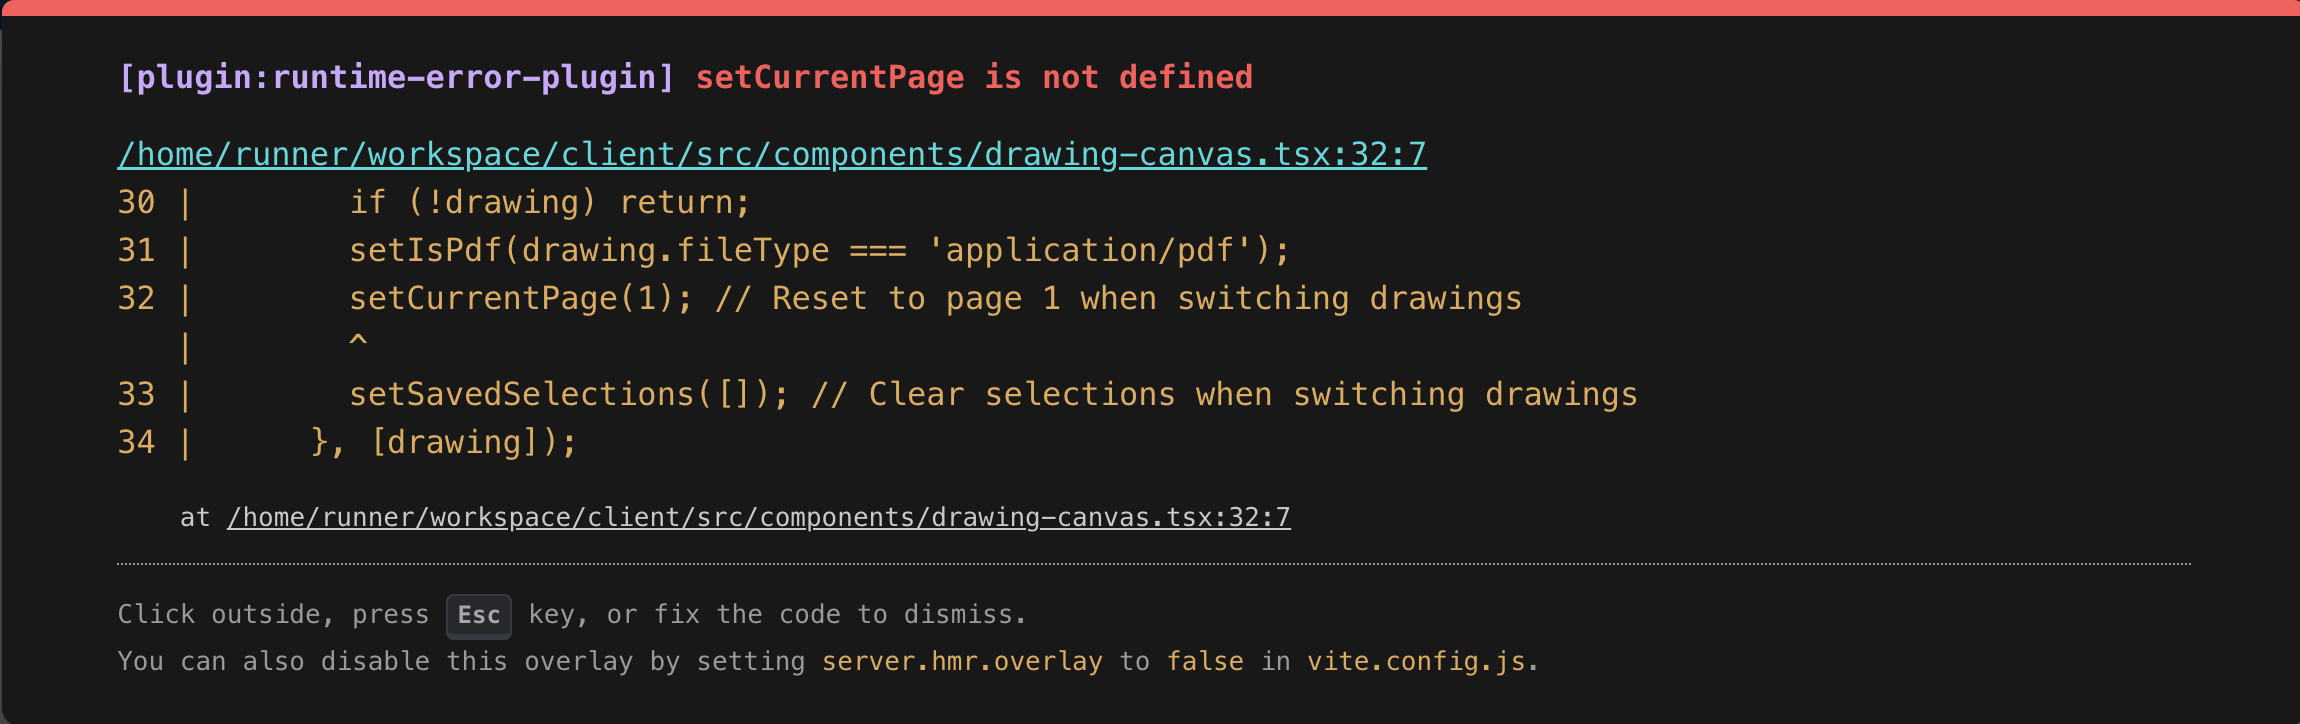 [plugin:runtime-error-plugin] setCurrentPage is not defined
/home/runner/workspace/client/src/components/drawing-canvas.tsx:32:7
30 |        if (!drawing) return;
31 |        setIsPdf(drawing.fileType === 'application/pdf');
32 |        setCurrentPage(1); // Reset to page 1 when switching drawings
   |        ^
33 |        setSavedSelections([]); // Clear selections when switching drawings
34 |      }, [drawing]);
at /home/runner/workspace/client/src/components/drawing-canvas.tsx:32:7
Click outside, press Esc key, or fix the code to dismiss.
You can also disable this overlay by setting server.hmr.overlay to false in vite.config.js.